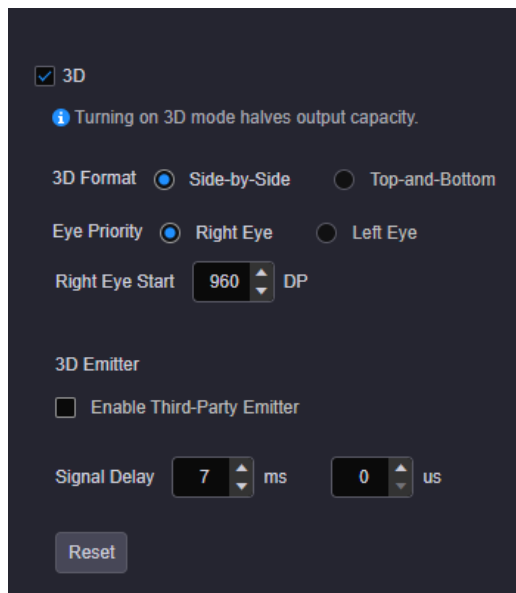 3D
Turning on 3D mode halves output capacity.
3D Format Side-by-Side Top-and-Bottom
Eye Priority Right Eye Left Eye
Right Eye Start 960 DP
3D Emitter
Enable Third-Party Emitter
Signal Delay 7 ms 0 us
Reset